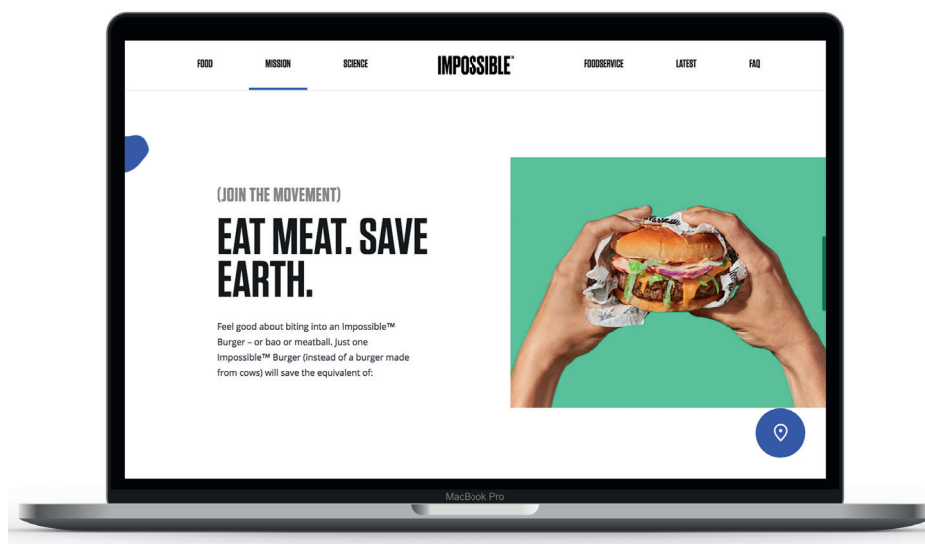 FOOD
MISSION
SCIENCE
IMPOSSIBLE™
FOODSERVICE
LATEST
FAQ
(JOIN THE MOVEMENT)
EAT MEAT. SAVE
EARTH.
Feel good about biting into an Impossible™
Burger – or bao or meatball. Just one
Impossible™ Burger (instead of a burger made
from cows) will save the equivalent of:
MacBook Pro